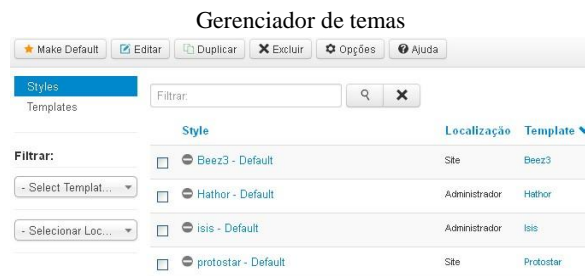 Gerenciador de temas
Make Default Editar Duplicar Excluir Opções Ajuda
Styles
Templates
Filtrar:
- Select Templat...
- Selecionar Loc...
Filtrar:
Style Localização Template
Beez3 - Default Site Beez3
Hathor - Default Administrador Hathor
isis - Default Administrador Isis
protostar - Default Site Protostar